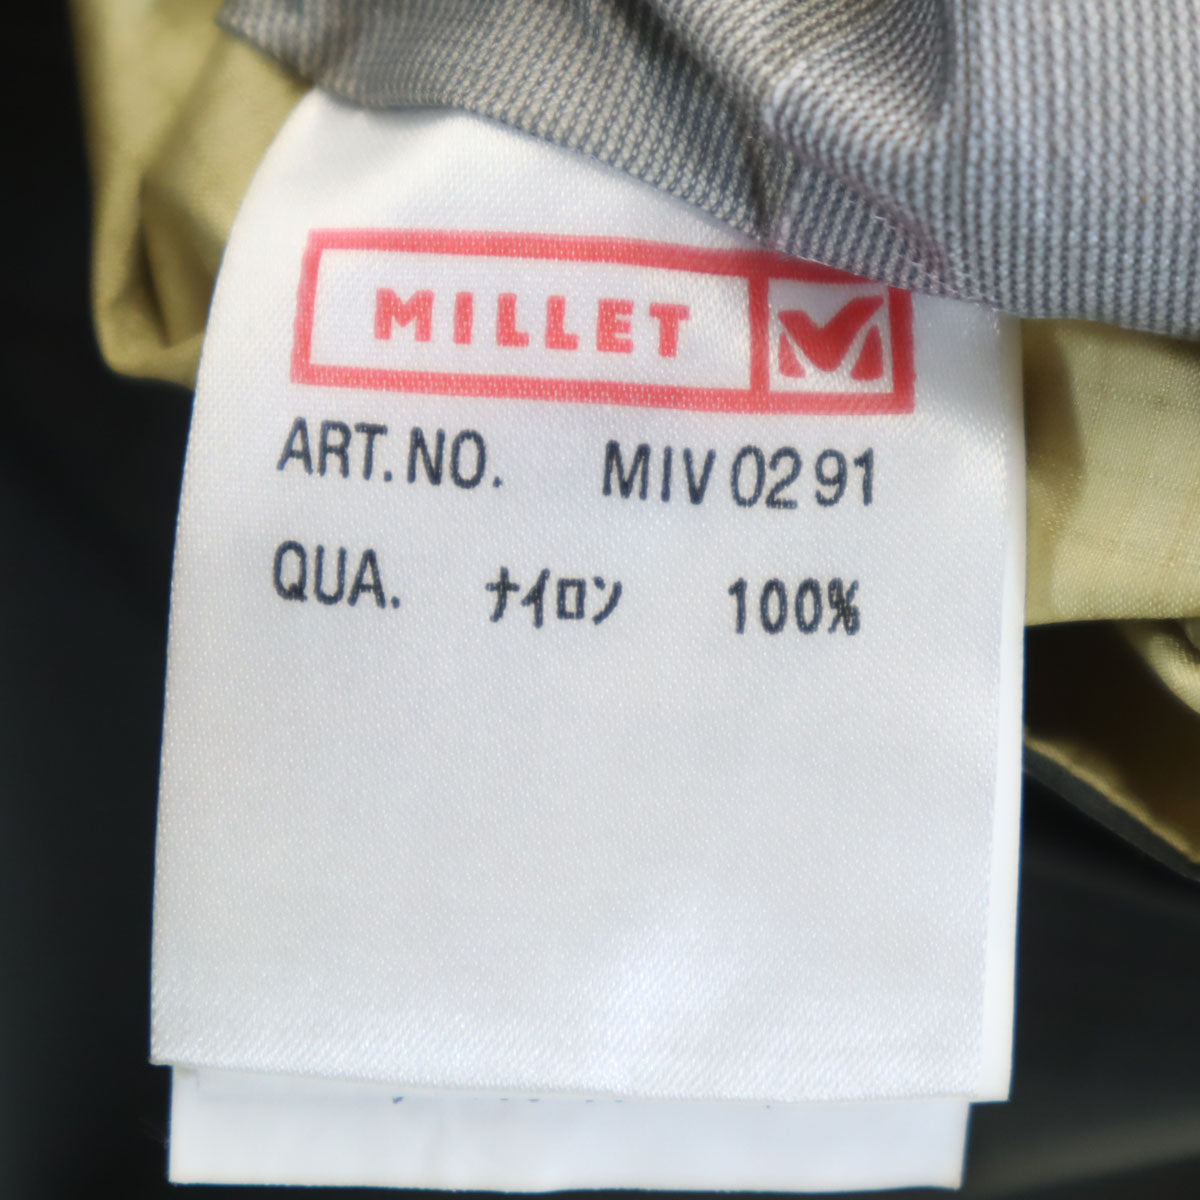 MILLET
ART.NO. MIV0291
QUA. ナイロン 100%